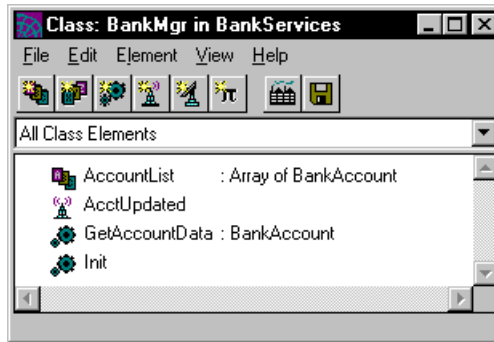 Class: BankMgr in BankServices
File Edit Element View Help
π
All Class Elements
AccountList : Array of BankAccount
AcctUpdated
GetAccountData : BankAccount
Init